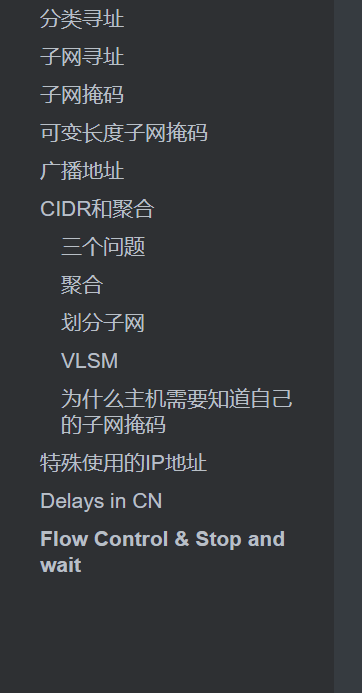 分类寻址
子网寻址
子网掩码
可变长度子网掩码
广播地址
CIDR和聚合
三个问题
聚合
划分子网
VLSM
为什么主机需要知道自己
的子网掩码
特殊使用的IP地址
Delays in CN
Flow Control & Stop and
wait